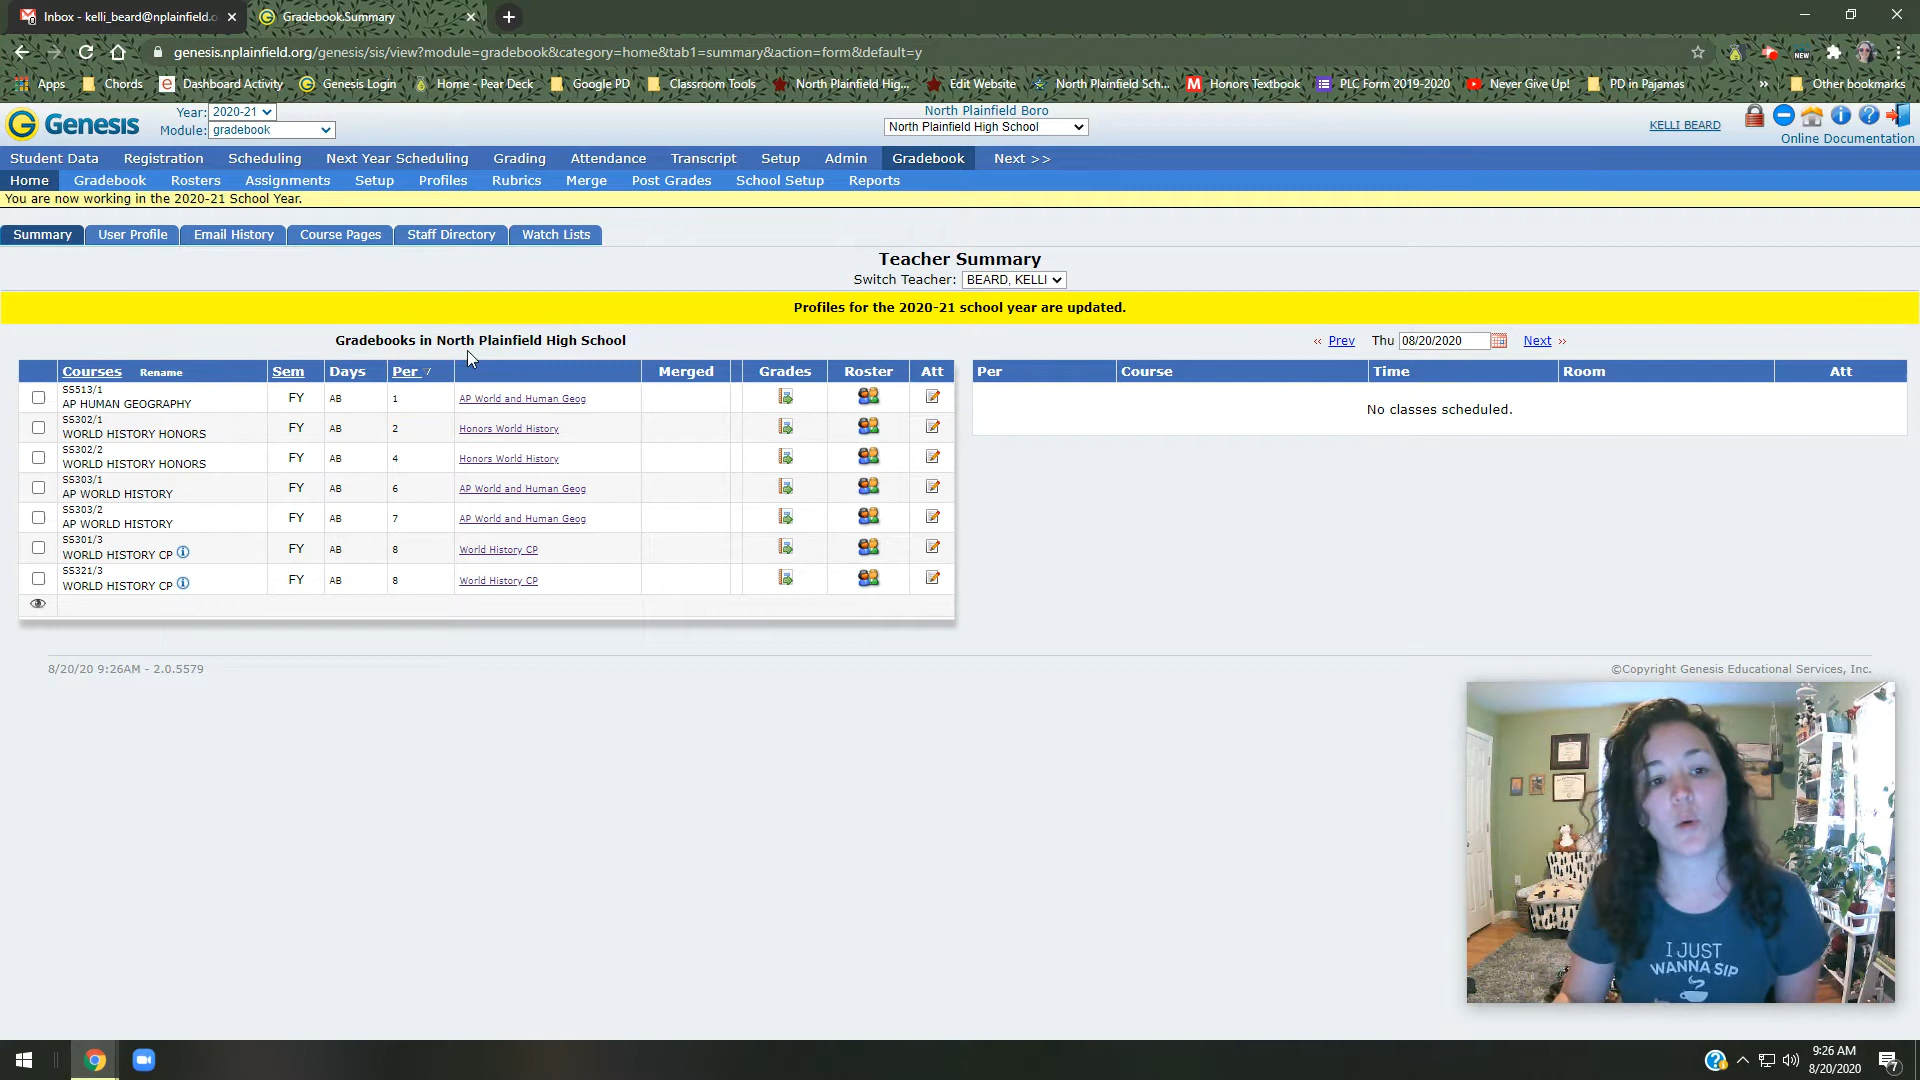 Inbox - kelli_beard@nplainfield.o
Gradebook.Summary
genesis.nplainfield.org/genesis/sis/view?module=gradebook&category=home&tab1=summary&action=form&default=y
Apps Chords Dashboard Activity Genesis Login Home - Pear Deck Google PD Classroom Tools North Plainfield Hig... Edit Website North Plainfield Sch... Honors Textbook PLC Form 2019-2020 Never Give Up! PD in Pajamas » Other bookmarks
Genesis
Year: 2020-21
Module: gradebook
North Plainfield Boro
North Plainfield High School
KELLI BEARD
Online Documentation
Student Data Registration Scheduling Next Year Scheduling Grading Attendance Transcript Setup Admin Gradebook Next >>
Home Gradebook Rosters Assignments Setup Profiles Rubrics Merge Post Grades School Setup Reports
You are now working in the 2020-21 School Year.
Summary User Profile Email History Course Pages Staff Directory Watch Lists
Teacher Summary
Switch Teacher: BEARD, KELLI
Profiles for the 2020-21 school year are updated.
Gradebooks in North Plainfield High School
Courses Rename Sem Days Per Merged Grades Roster Att
SS513/1
AP HUMAN GEOGRAPHY FY AB 1 AP World and Human Geog
SS302/1
WORLD HISTORY HONORS FY AB 2 Honors World History
SS302/2
WORLD HISTORY HONORS FY AB 4 Honors World History
SS303/1
AP WORLD HISTORY FY AB 6 AP World and Human Geog
SS303/2
AP WORLD HISTORY FY AB 7 AP World and Human Geog
SS301/3
WORLD HISTORY CP FY AB 8 World History CP
SS321/3
WORLD HISTORY CP FY AB 8 World History CP
« Prev Thu 08/20/2020 Next »
Per Course Time Room Att
No classes scheduled.
8/20/20 9:26AM - 2.0.5579
©Copyright Genesis Educational Services, Inc.
I JUST
WANNA SIP
9:26 AM
8/20/2020
7